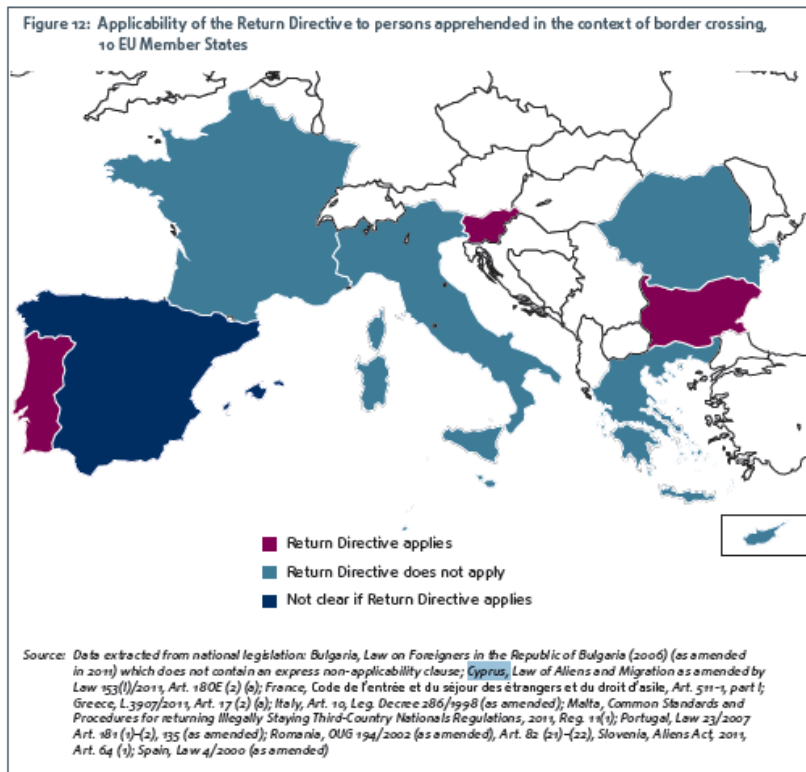 Figure 12: Applicability of the Return Directive to persons apprehended in the context of border crossing,
10 EU Member States
Return Directive applies
Return Directive does not apply
Not clear if Return Directive applies
Source: Data extracted from national legislation: Bulgaria, Law on Foreigners in the Republic of Bulgaria (2006) (as amended
in 2011) which does not contain an express non-applicability clause; Cyprus, Law of Aliens and Migration as amended by
Law 153(I)/2011, Art. 18OE (2) (a); France, Code de l'entrée et du séjour des étrangers et du droit d'asile, Art. 511-1, part I;
Greece, L.3907/2011, Art. 17 (2) (a); Italy, Art. 10, Leg. Decree 286/1998 (as amended); Malta, Common Standards and
Procedures for returning Illegally Staying Third-Country Nationals Regulations, 2011, Reg. 11(1); Portugal, Law 23/2007
Art. 181 (1)-(2), 135 (as amended); Romania, OUG 194/2002 (as amended), Art. 82 (21)-(22), Slovenia, Aliens Act, 2011,
Art. 64 (1); Spain, Law 4/2000 (as amended)